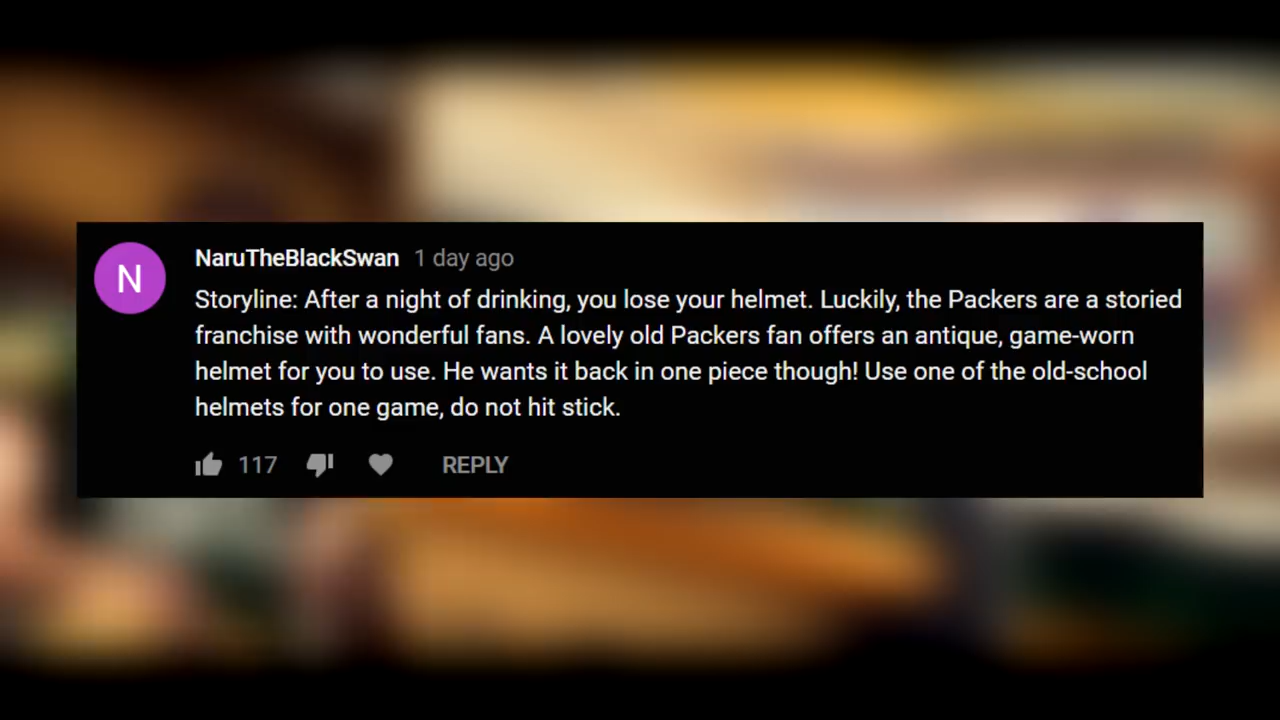 N
NaruTheBlackSwan 1 day ago
Storyline: After a night of drinking, you lose your helmet. Luckily, the Packers are a storied
franchise with wonderful fans. A lovely old Packers fan offers an antique, game-worn
helmet for you to use. He wants it back in one piece though! Use one of the old-school
helmets for one game, do not hit stick.
117 REPLY